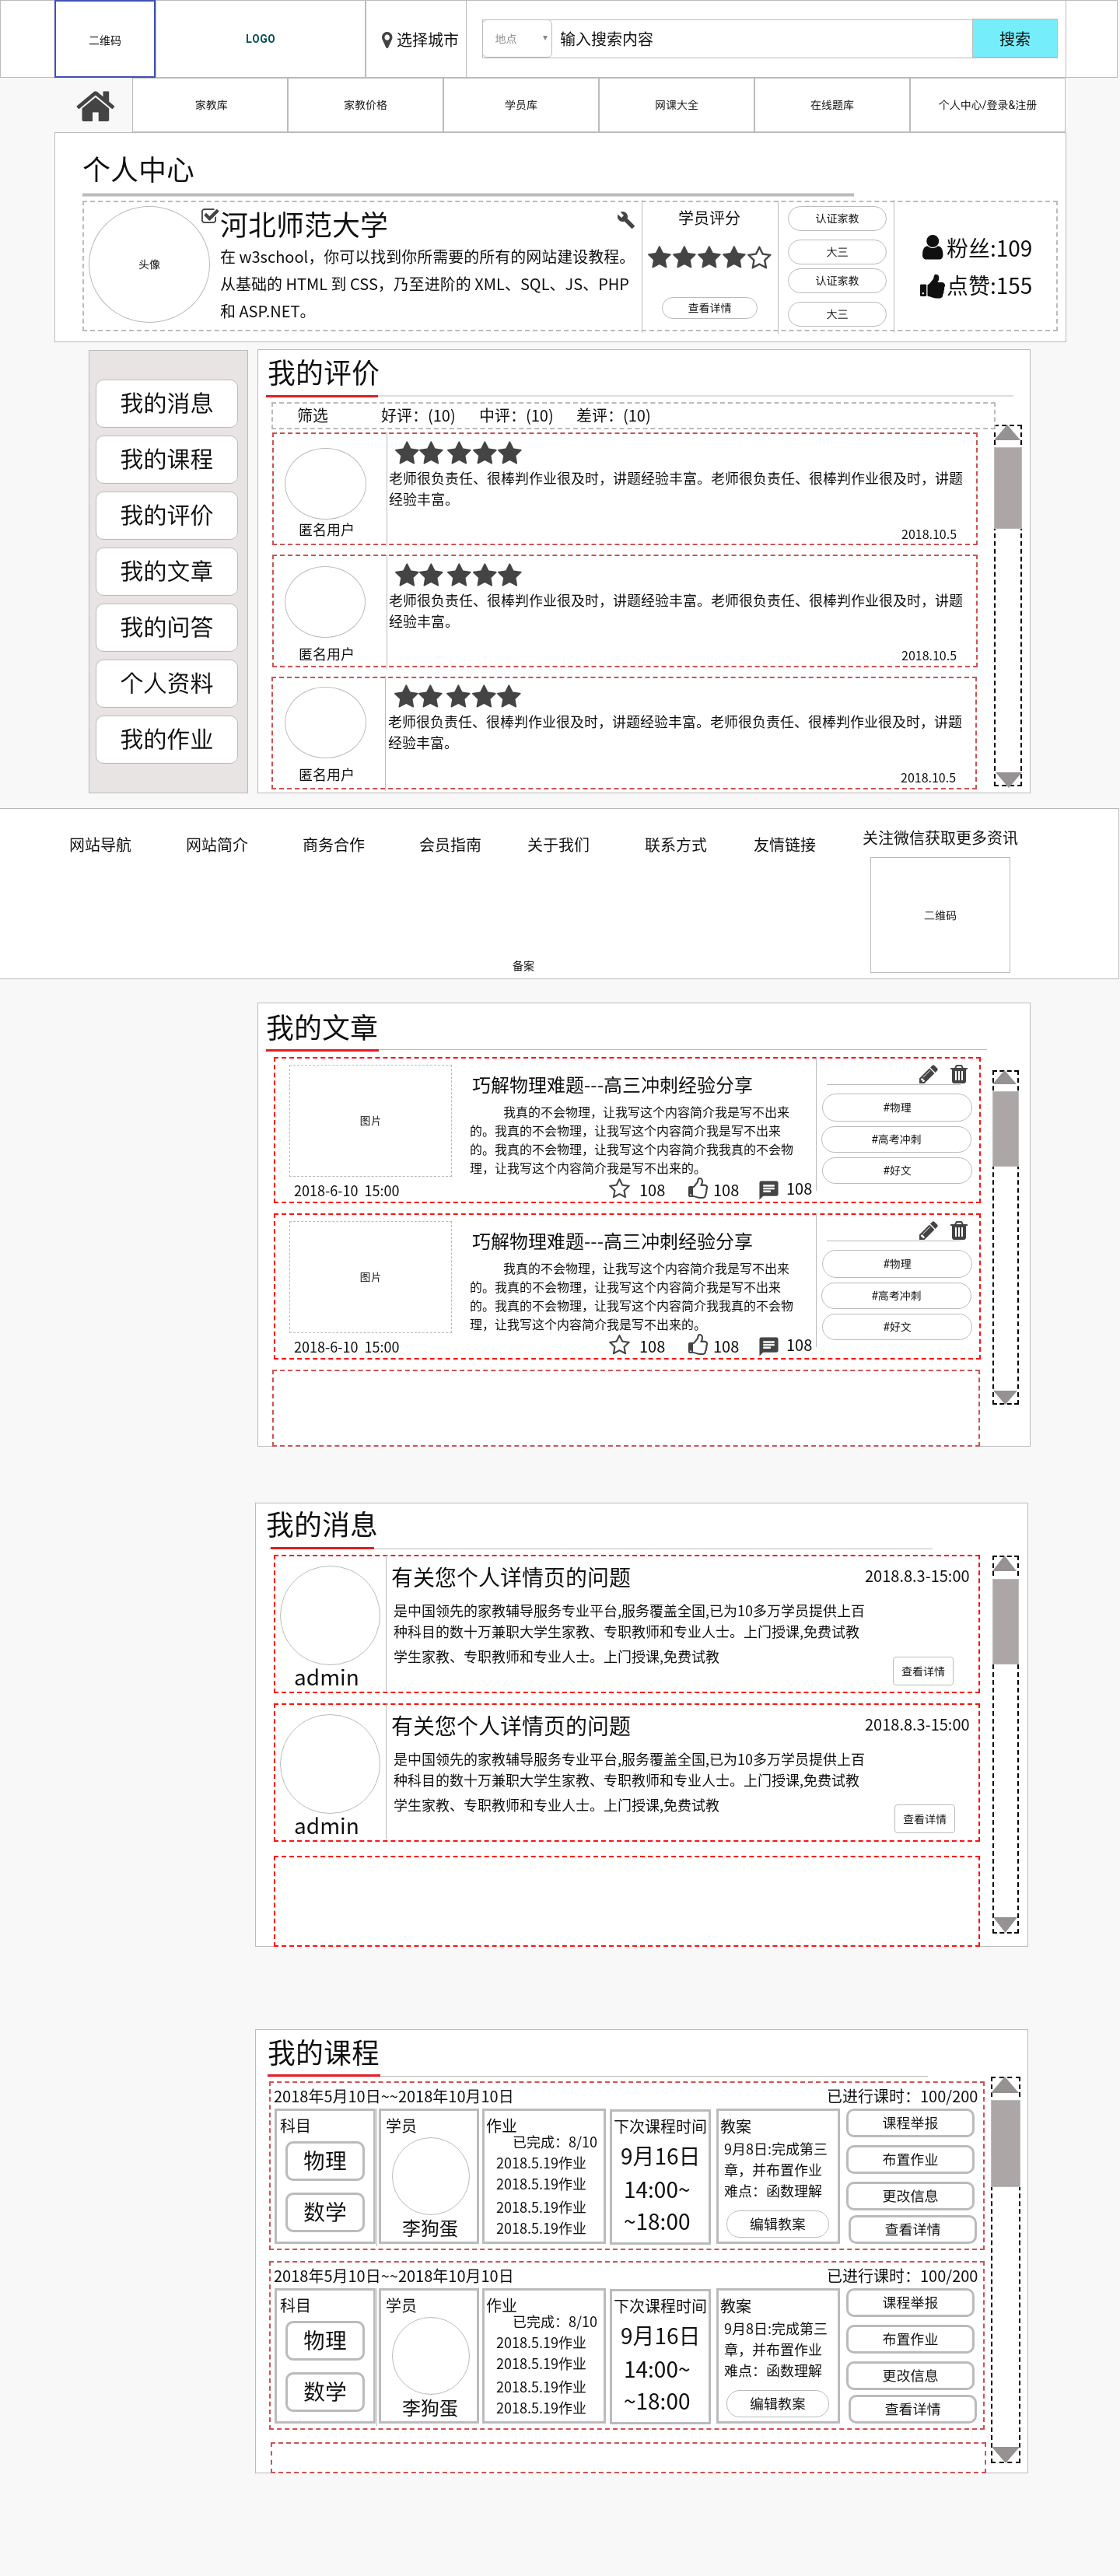 二维码
LOGO
选择城市
地点
输入搜索内容
搜索
家教库
家教价格
学员库
网课大全
在线题库
个人中心/登录&注册
个人中心
头像
河北师范大学
在 w3school，你可以找到你所需要的所有的网站建设教程。
从基础的 HTML 到 CSS，乃至进阶的 XML、SQL、JS、PHP
和 ASP.NET。
学员评分
查看详情
认证家教
大三
认证家教
大三
粉丝:109
点赞:155
我的消息
我的课程
我的评价
我的文章
我的问答
个人资料
我的作业
我的评价
筛选
好评：(10)
中评：(10)
差评：(10)
老师很负责任、很棒判作业很及时，讲题经验丰富。老师很负责任、很棒判作业很及时，讲题
经验丰富。
匿名用户
2018.10.5
老师很负责任、很棒判作业很及时，讲题经验丰富。老师很负责任、很棒判作业很及时，讲题
经验丰富。
匿名用户
2018.10.5
老师很负责任、很棒判作业很及时，讲题经验丰富。老师很负责任、很棒判作业很及时，讲题
经验丰富。
匿名用户
2018.10.5
网站导航
网站简介
商务合作
会员指南
关于我们
联系方式
友情链接
关注微信获取更多资讯
二维码
备案
我的文章
图片
2018-6-10 15:00
巧解物理难题---高三冲刺经验分享
我真的不会物理，让我写这个内容简介我是写不出来
的。我真的不会物理，让我写这个内容简介我是写不出来
的。我真的不会物理，让我写这个内容简介我我真的不会物
理，让我写这个内容简介我是写不出来的。
108
108
108
#物理
#高考冲刺
#好文
图片
2018-6-10 15:00
巧解物理难题---高三冲刺经验分享
我真的不会物理，让我写这个内容简介我是写不出来
的。我真的不会物理，让我写这个内容简介我是写不出来
的。我真的不会物理，让我写这个内容简介我我真的不会物
理，让我写这个内容简介我是写不出来的。
108
108
108
#物理
#高考冲刺
#好文
我的消息
admin
有关您个人详情页的问题
2018.8.3-15:00
是中国领先的家教辅导服务专业平台,服务覆盖全国,已为10多万学员提供上百
种科目的数十万兼职大学生家教、专职教师和专业人士。上门授课,免费试教
学生家教、专职教师和专业人士。上门授课,免费试教
查看详情
admin
有关您个人详情页的问题
2018.8.3-15:00
是中国领先的家教辅导服务专业平台,服务覆盖全国,已为10多万学员提供上百
种科目的数十万兼职大学生家教、专职教师和专业人士。上门授课,免费试教
学生家教、专职教师和专业人士。上门授课,免费试教
查看详情
我的课程
2018年5月10日~~2018年10月10日
已进行课时：100/200
科目
物理
数学
学员
李狗蛋
作业
已完成：8/10
2018.5.19作业
2018.5.19作业
2018.5.19作业
2018.5.19作业
下次课程时间
9月16日
14:00~
~18:00
教案
9月8日:完成第三
章，并布置作业
难点：函数理解
编辑教案
课程举报
布置作业
更改信息
查看详情
2018年5月10日~~2018年10月10日
已进行课时：100/200
科目
物理
数学
学员
李狗蛋
作业
已完成：8/10
2018.5.19作业
2018.5.19作业
2018.5.19作业
2018.5.19作业
下次课程时间
9月16日
14:00~
~18:00
教案
9月8日:完成第三
章，并布置作业
难点：函数理解
编辑教案
课程举报
布置作业
更改信息
查看详情